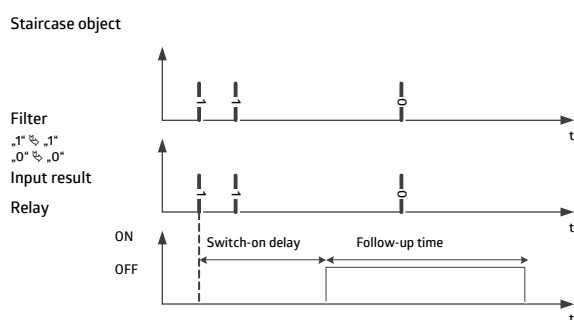 Staircase object
1 1 0
t
Filter
„1“ ⤷ „1“
„0“ ⤷ „0“
Input result
1 1 0
t
Relay
ON
Switch-on delay Follow-up time
OFF
t